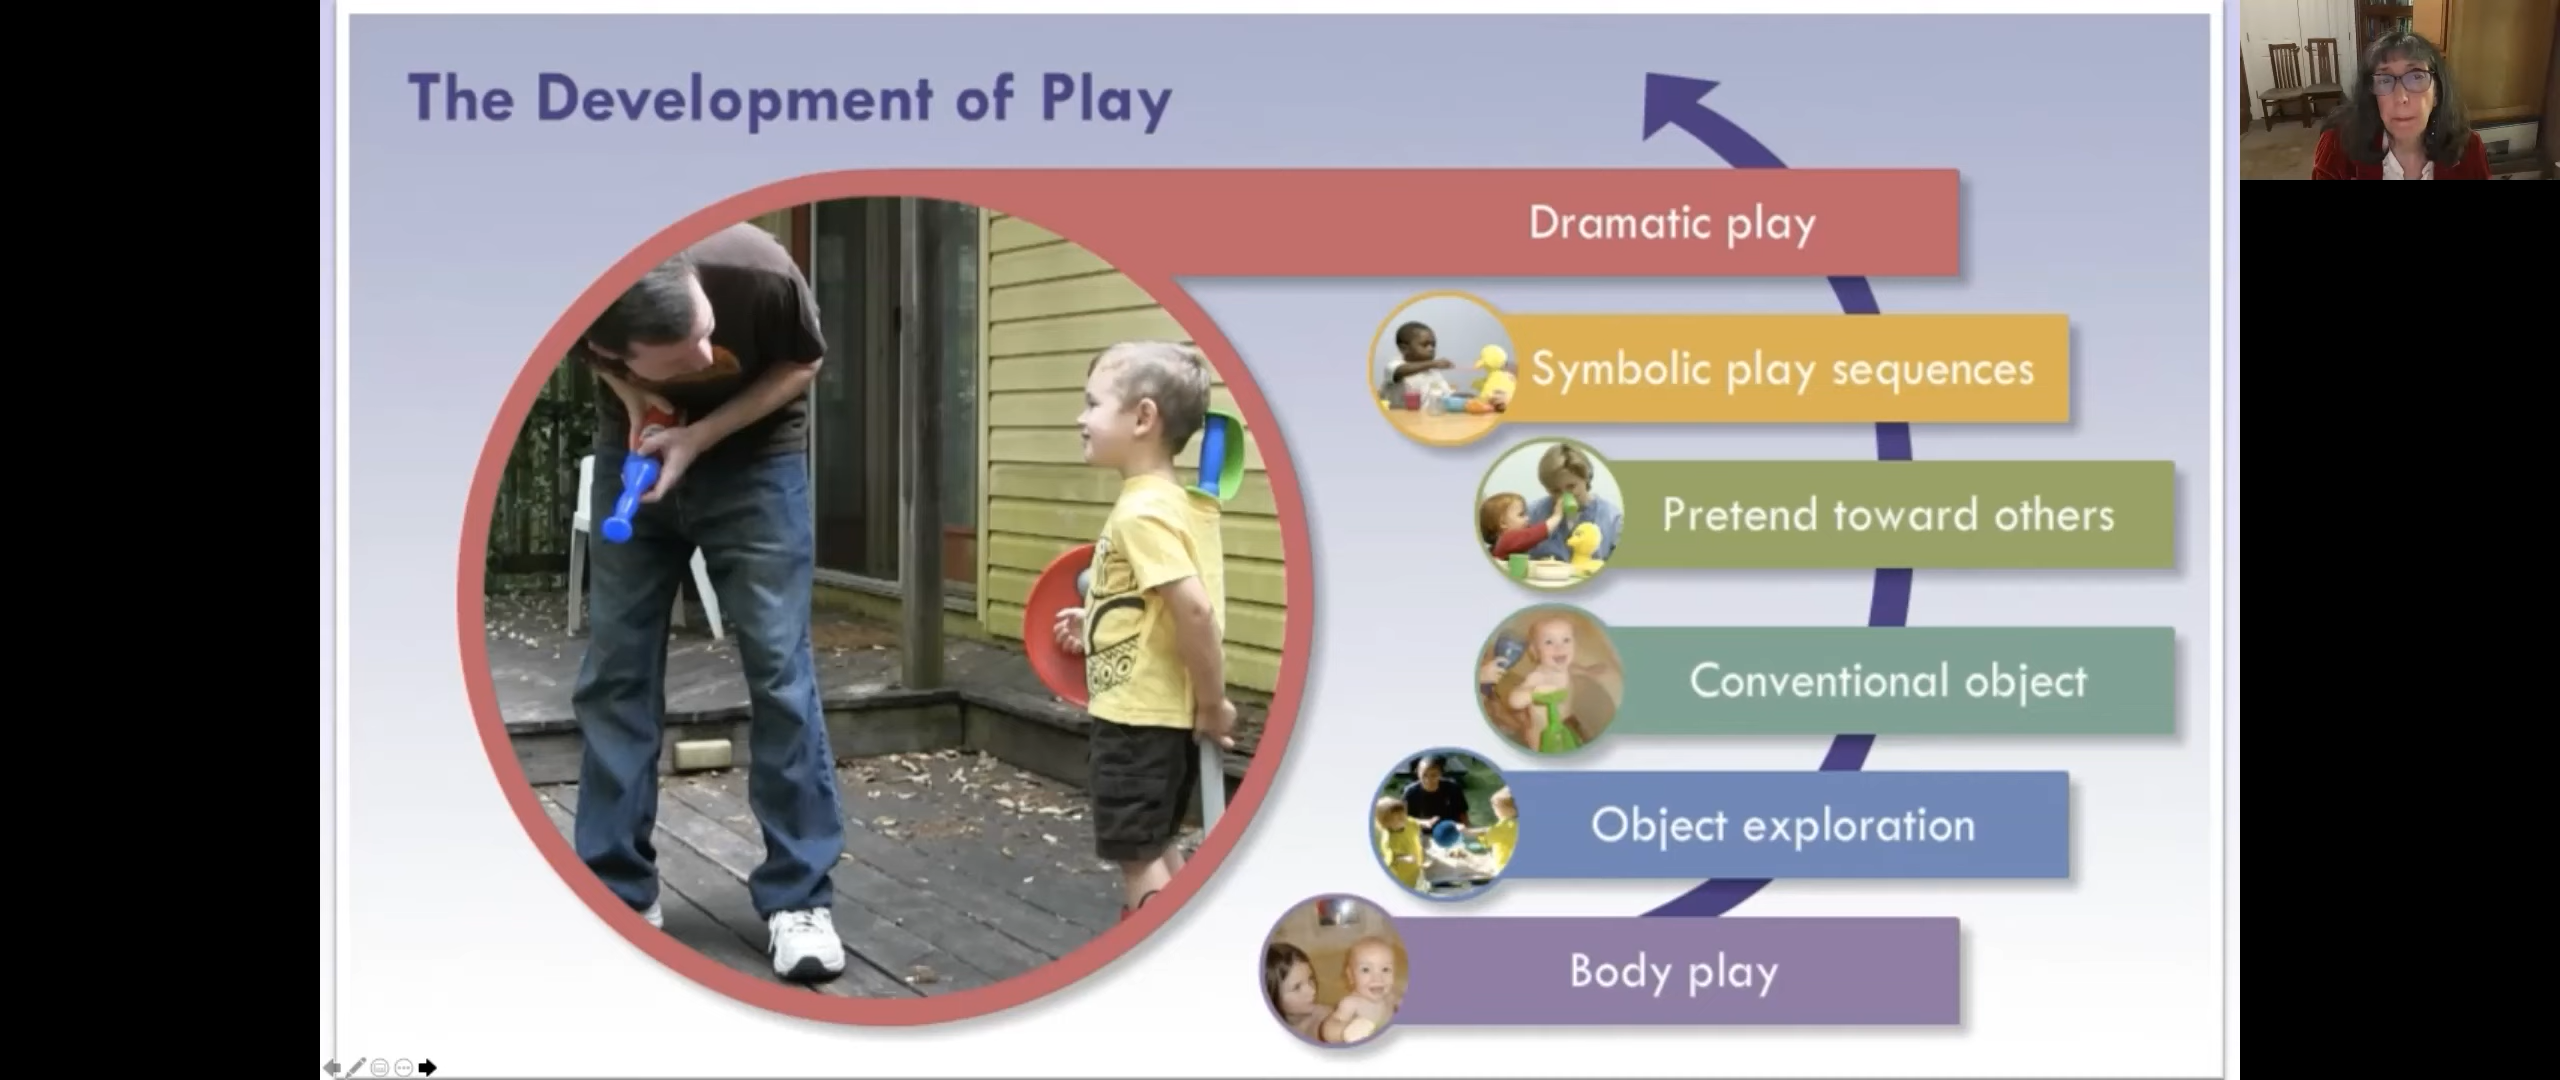 The Development of Play
Dramatic play
Symbolic play sequences
Pretend toward others
Conventional object
Object exploration
Body play